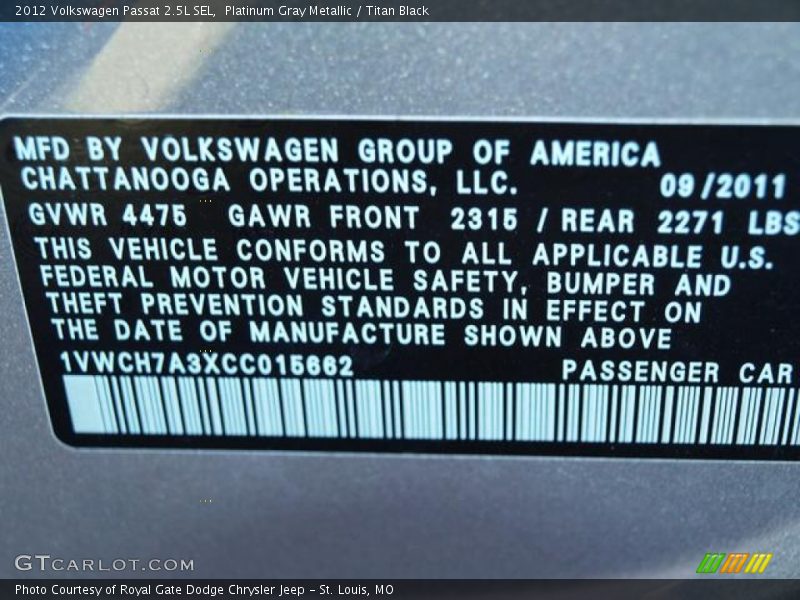 2012 Volkswagen Passat 2.5L SEL,  Platinum Gray Metallic / Titan Black
MFD BY VOLKSWAGEN GROUP OF AMERICA
CHATTANOOGA OPERATIONS, LLC. 09/2011
GVWR 4475 GAWR FRONT 2315 / REAR 2271 LBS
THIS VEHICLE CONFORMS TO ALL APPLICABLE U.S.
FEDERAL MOTOR VEHICLE SAFETY, BUMPER AND
THEFT PREVENTION STANDARDS IN EFFECT ON
THE DATE OF MANUFACTURE SHOWN ABOVE
1VWCH7A3XCC015662 PASSENGER CAR
GTCARLOT.COM
Photo Courtesy of Royal Gate Dodge Chrysler Jeep – St. Louis, MO